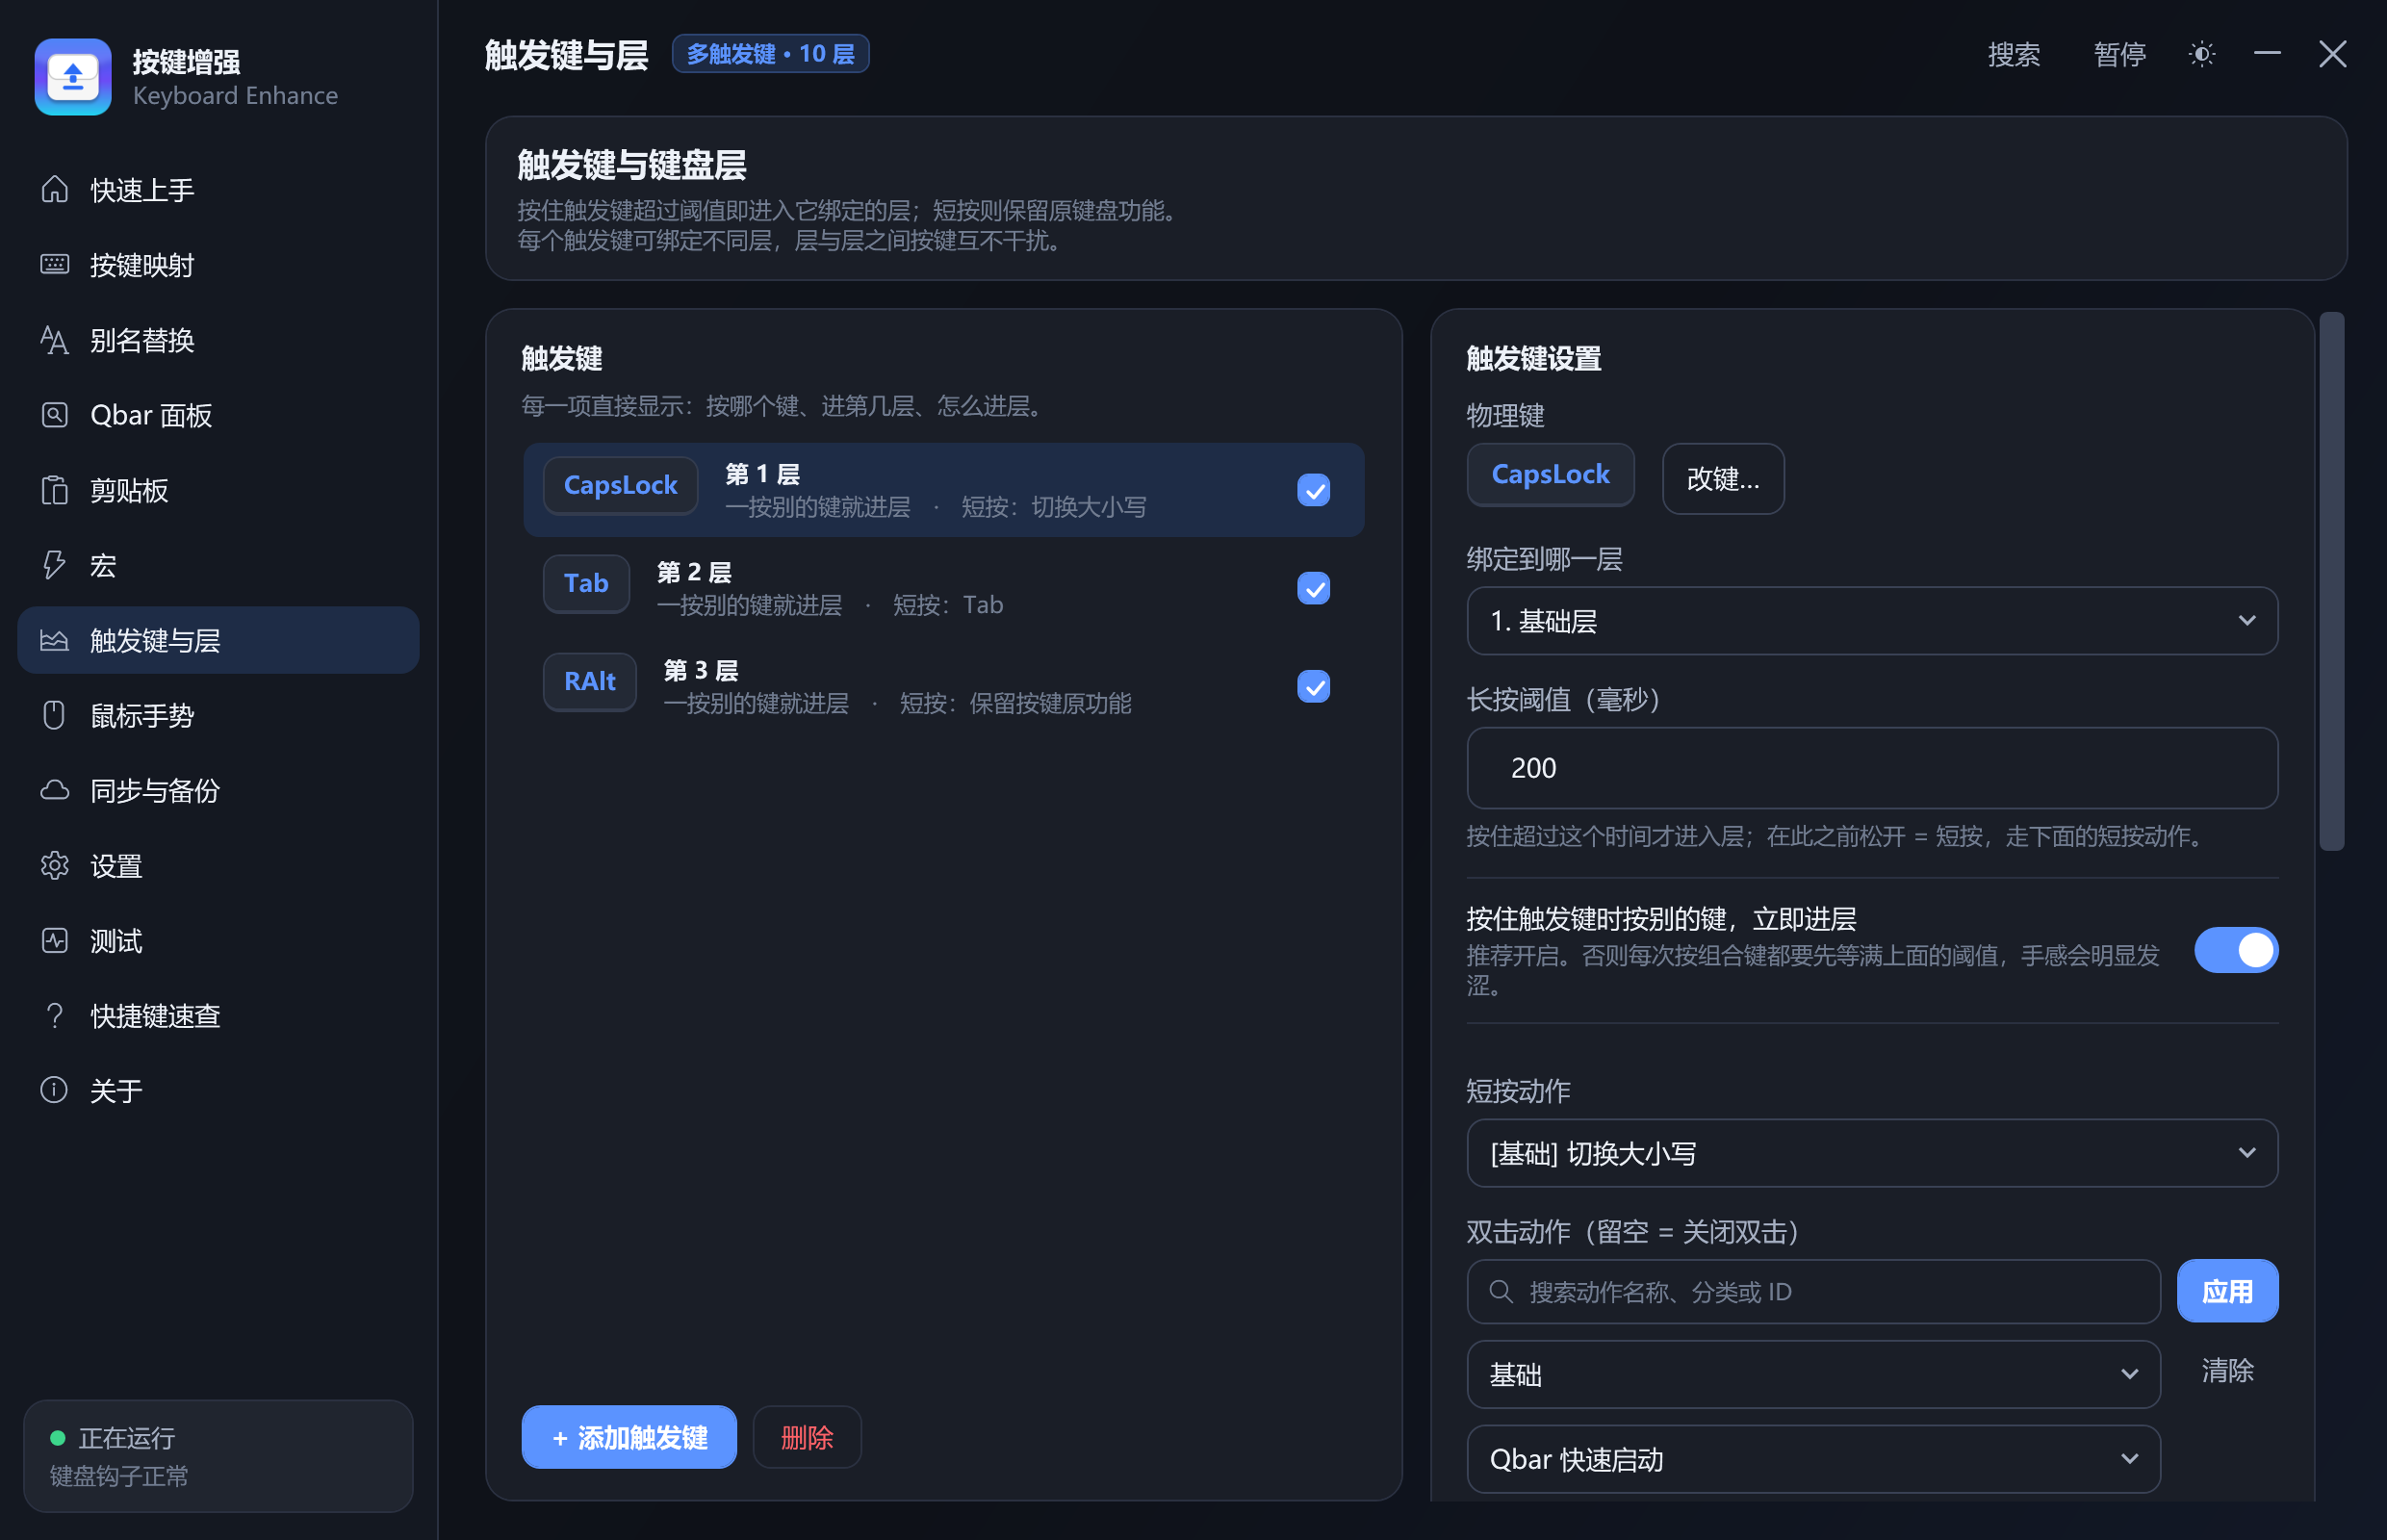 按键增强
Keyboard Enhance
快速上手
按键映射
别名替换
Qbar 面板
剪贴板
宏
触发键与层
鼠标手势
同步与备份
设置
测试
快捷键速查
关于
正在运行
键盘钩子正常
触发键与层
多触发键 • 10 层
搜索
暂停
触发键与键盘层
按住触发键超过阈值即进入它绑定的层；短按则保留原键盘功能。
每个触发键可绑定不同层，层与层之间按键互不干扰。
触发键
每一项直接显示：按哪个键、进第几层、怎么进层。
CapsLock
第 1 层
一按别的键就进层 · 短按：切换大小写
Tab
第 2 层
一按别的键就进层 · 短按：Tab
RAlt
第 3 层
一按别的键就进层 · 短按：保留按键原功能
+ 添加触发键
删除
触发键设置
物理键
CapsLock
改键...
绑定到哪一层
1. 基础层
长按阈值（毫秒）
200
按住超过这个时间才进入层；在此之前松开 = 短按，走下面的短按动作。
按住触发键时按别的键，立即进层
推荐开启。否则每次按组合键都要先等满上面的阈值，手感会明显发
涩。
短按动作
[基础] 切换大小写
双击动作（留空 = 关闭双击）
搜索动作名称、分类或 ID
应用
基础
清除
Qbar 快速启动